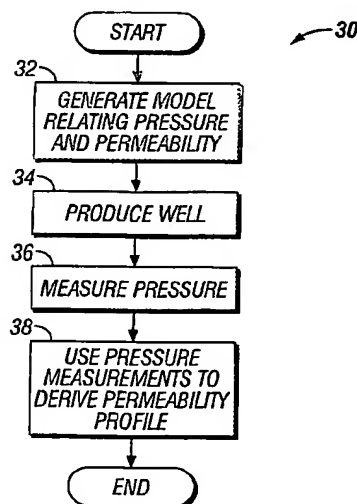 START
30
32
GENERATE MODEL
RELATING PRESSURE
AND PERMEABILITY
34
PRODUCE WELL
36
MEASURE PRESSURE
38
USE PRESSURE
MEASUREMENTS TO
DERIVE PERMEABILITY
PROFILE
END